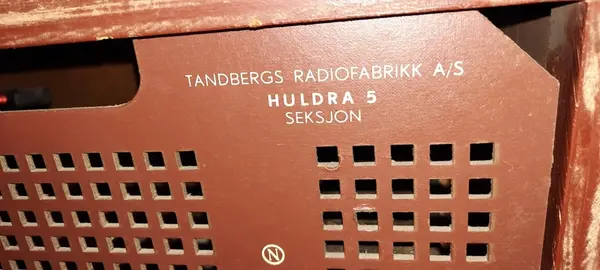 TANDBERGS RADIOFABRIKK A/S
HULDRA 5
SEKSJON
N